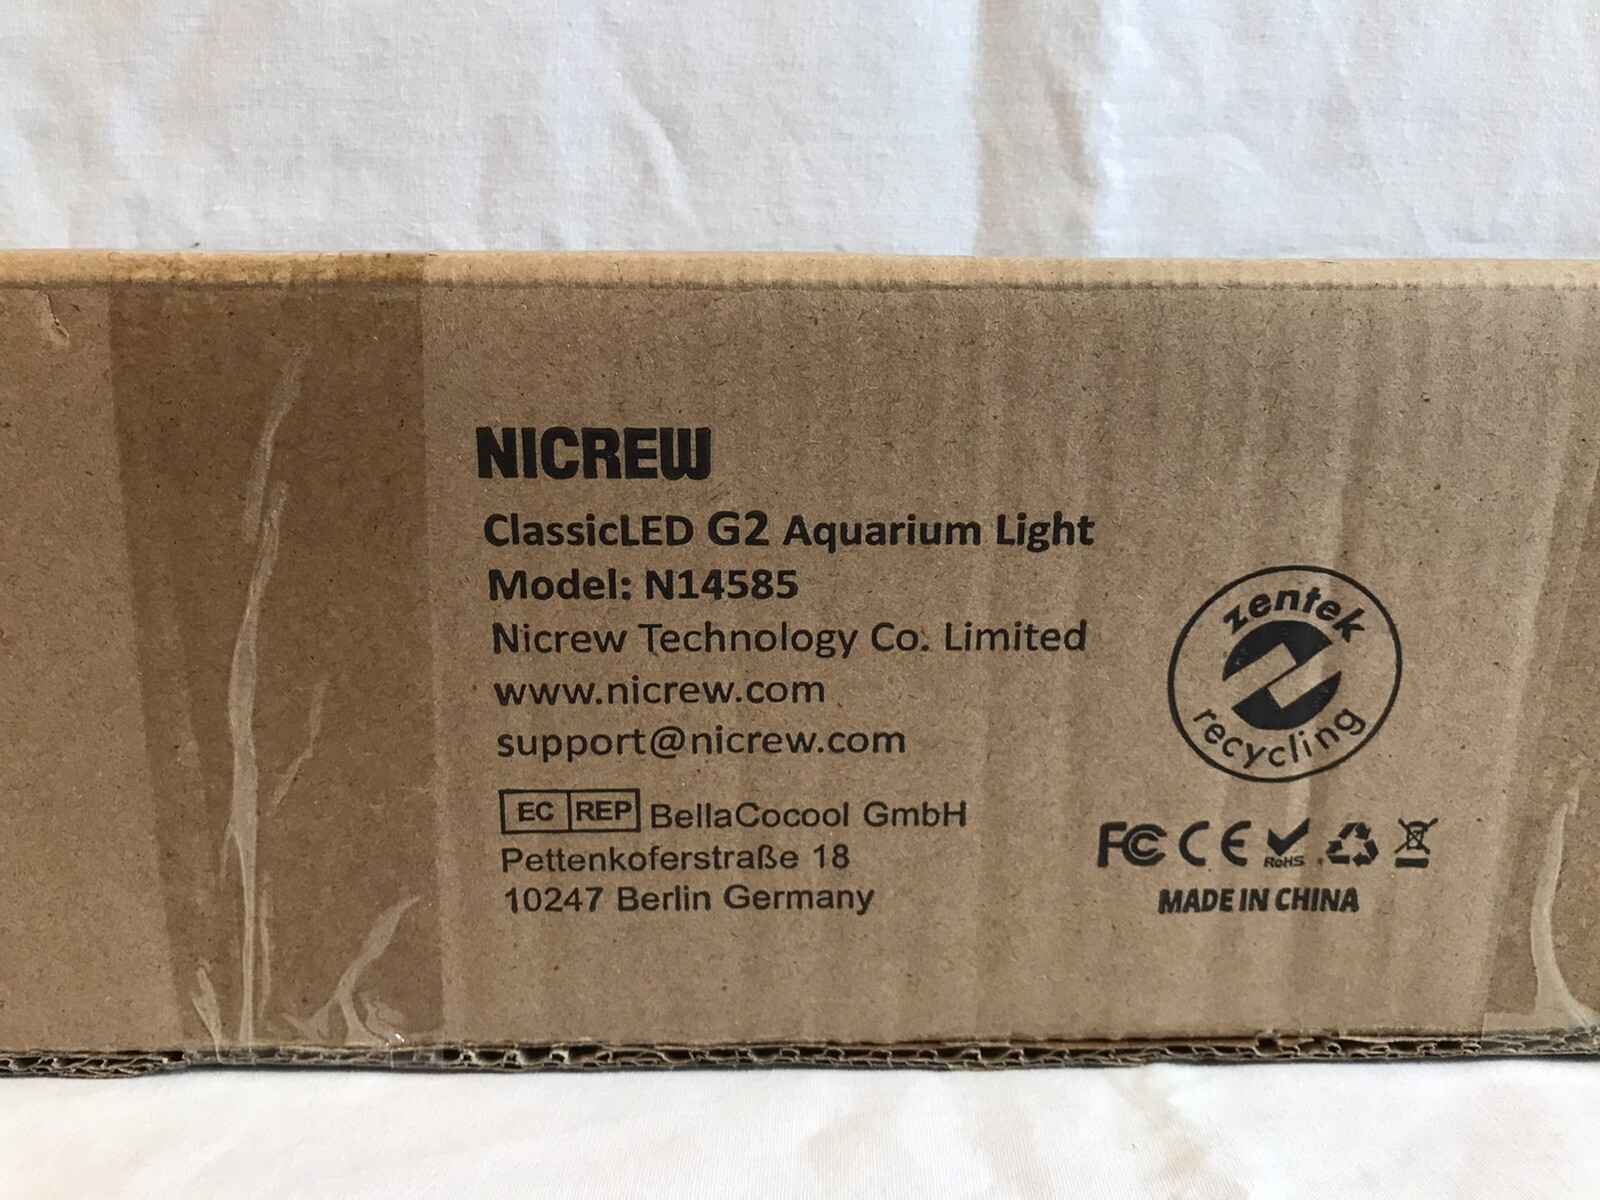 NICREW
ClassicLED G2 Aquarium Light
Model: N14585
Nicrew Technology Co. Limited
www.nicrew.com
support@nicrew.com
EC REP BellaCocool GmbH
Pettenkoferstraße 18
10247 Berlin Germany
zentek
recycling
FC CE RoHS
MADE IN CHINA